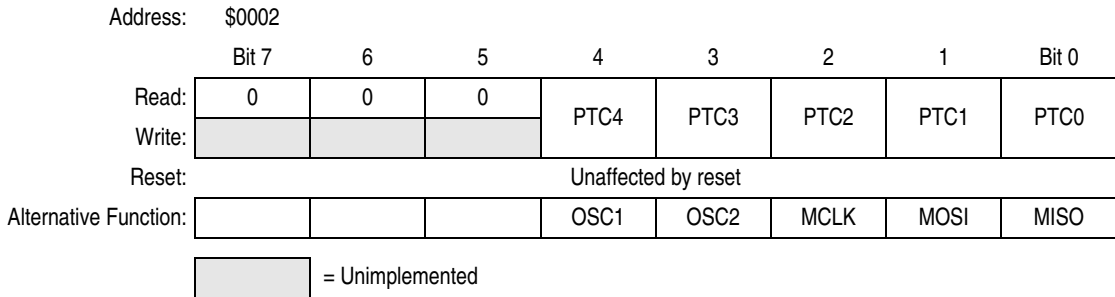 Address: $0002
Bit 7 6 5 4 3 2 1 Bit 0
Read: 0 0 0 PTC4 PTC3 PTC2 PTC1 PTC0
Write:
Reset: Unaffected by reset
Alternative Function: OSC1 OSC2 MCLK MOSI MISO
= Unimplemented